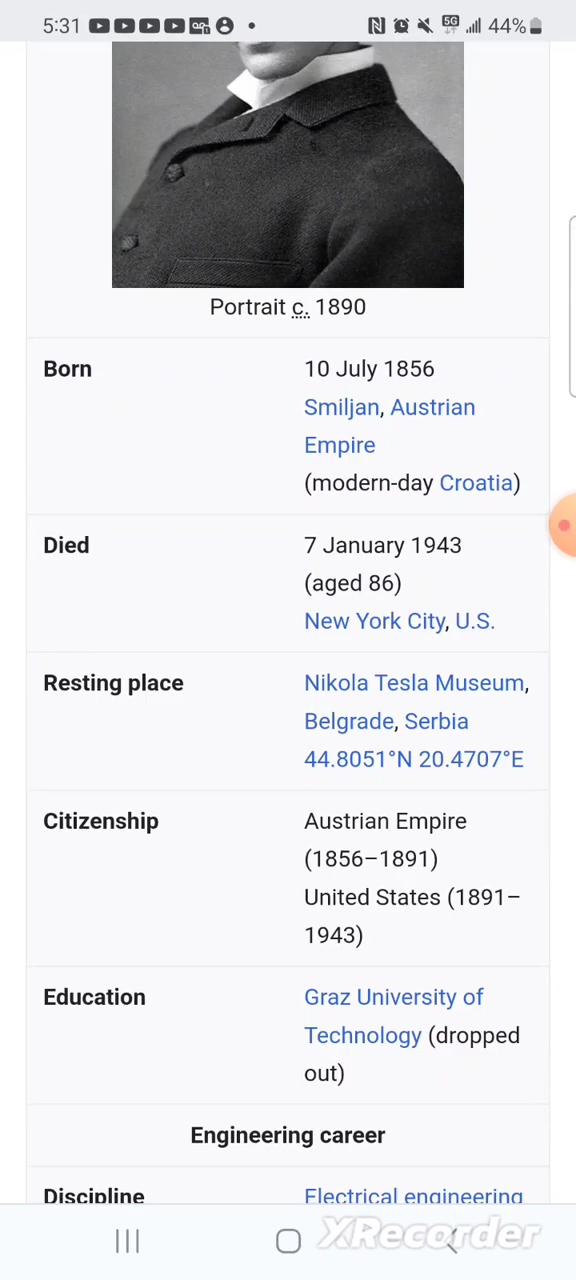 5:31
5G
44%
Portrait c. 1890
Born
10 July 1856
Smiljan, Austrian
Empire
(modern-day Croatia)
Died
7 January 1943
(aged 86)
New York City, U.S.
Resting place
Nikola Tesla Museum,
Belgrade, Serbia
44.8051°N 20.4707°E
Citizenship
Austrian Empire
(1856–1891)
United States (1891–
1943)
Education
Graz University of
Technology (dropped
out)
Engineering career
Discipline
Electrical engineering
XRecorder